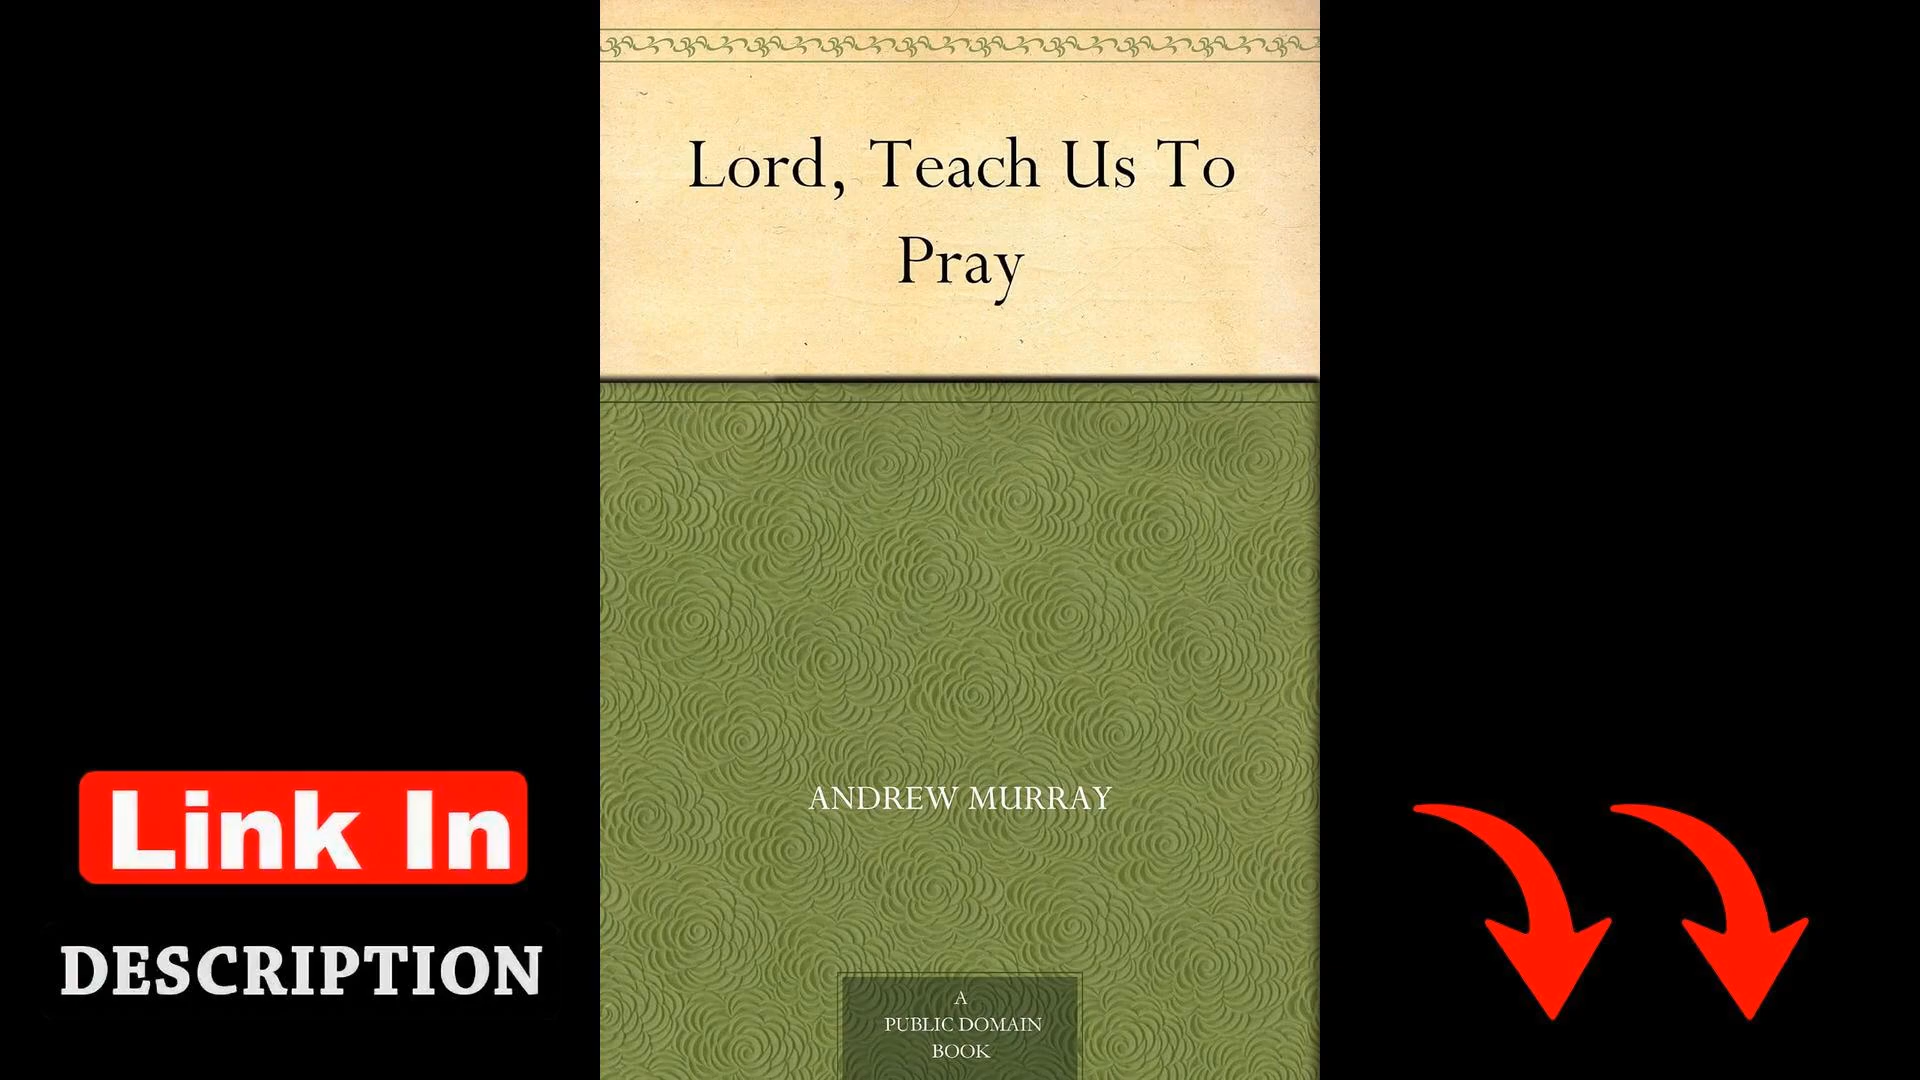 Lord, Teach Us To
Pray
ANDREW MURRAY
A
PUBLIC DOMAIN
BOOK
Link In
DESCRIPTION